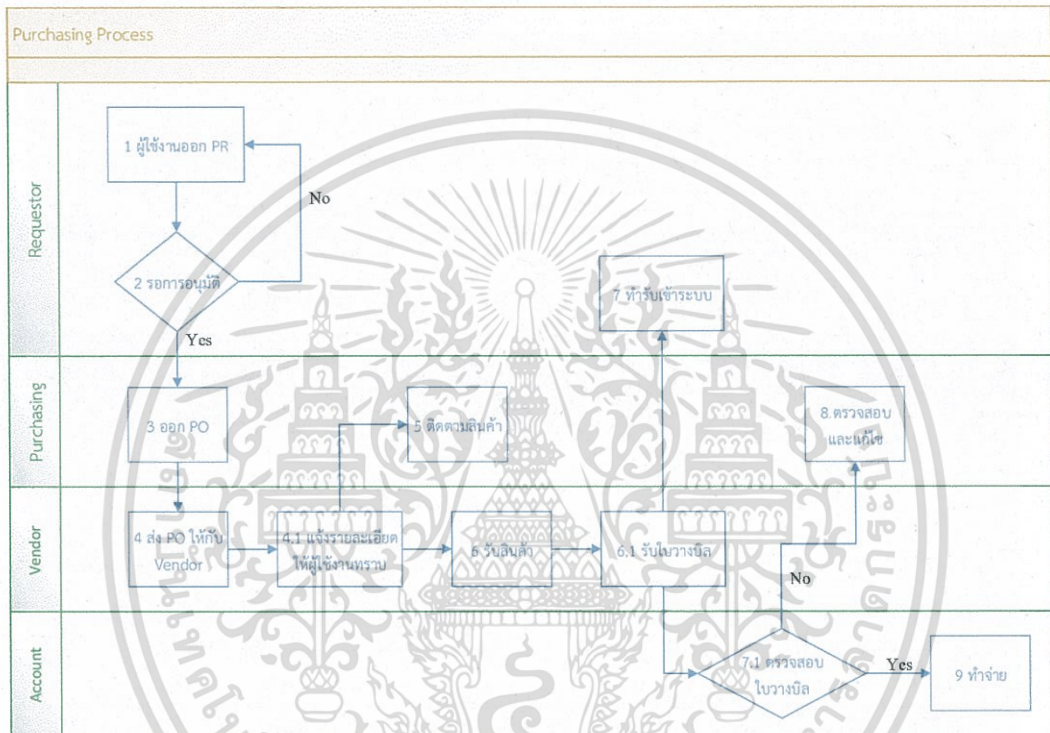 Purchasing Process
Requestor
1 ผู้ใช้งานออก PR
No
2 รอการอนุมัติ
Yes
7 ทำรับเข้าระบบ
Purchasing
3 ออก PO
5 ติดตามสินค้า
8 ตรวจสอบ
และแก้ไข
Vendor
4 ส่ง PO ให้กับ
Vendor
4.1 แจ้งรายละเอียด
ให้ผู้ใช้งานทราบ
6 รับสินค้า
6.1 รับใบวางบิล
No
Account
7.1 ตรวจสอบ
ใบวางบิล
Yes
9 ทำจ่าย